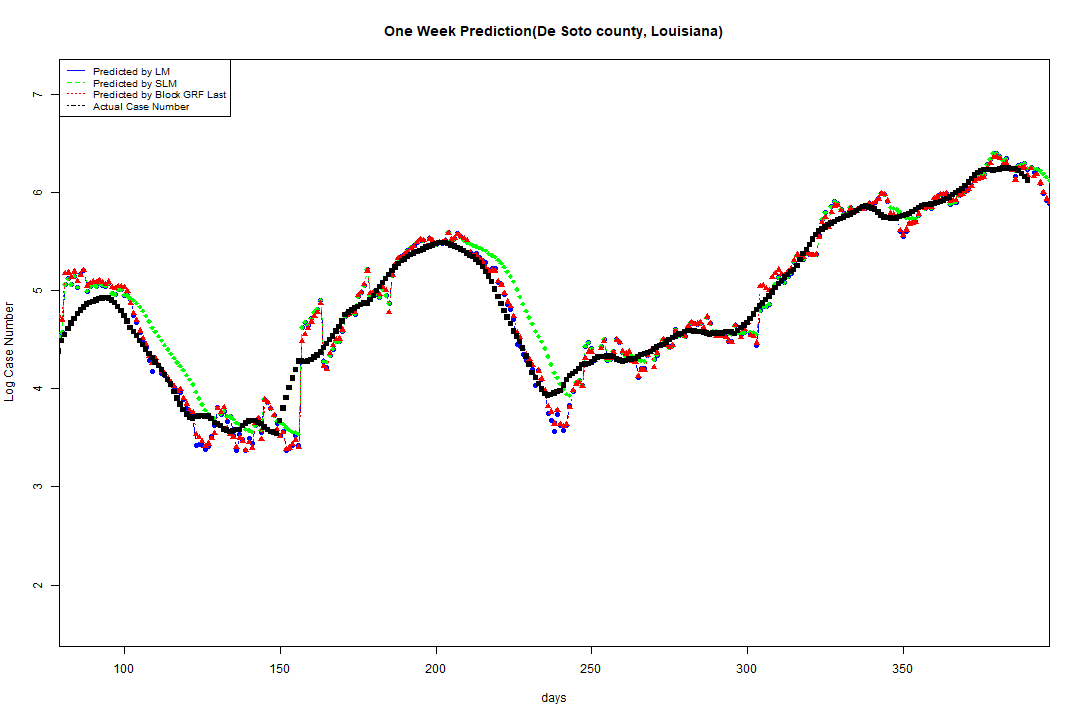 One Week Prediction(De Soto county, Louisiana)
Predicted by LM
Predicted by SLM
Predicted by Block GRF Last
Actual Case Number
7
6
5
4
3
2
Log Case Number
100 150 200 250 300 350
days